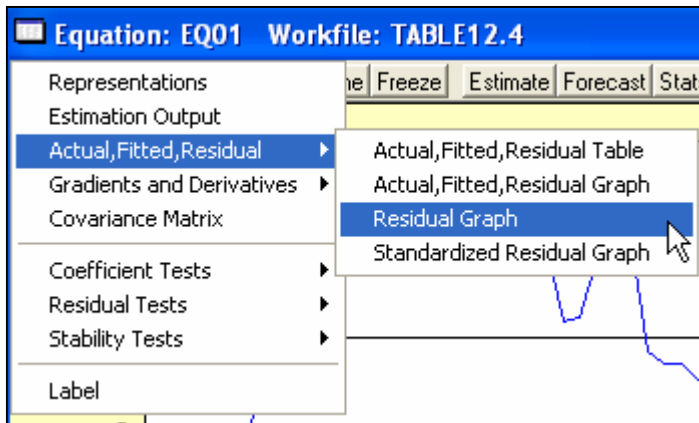 Equation: EQ01 Workfile: TABLE12.4
Representations
Freeze Estimate Forecast
Estimation Output
Actual,Fitted,Residual
Actual,Fitted,Residual Table
Gradients and Derivatives
Actual,Fitted,Residual Graph
Covariance Matrix
Residual Graph
Standardized Residual Graph
Coefficient Tests
Residual Tests
Stability Tests
Label